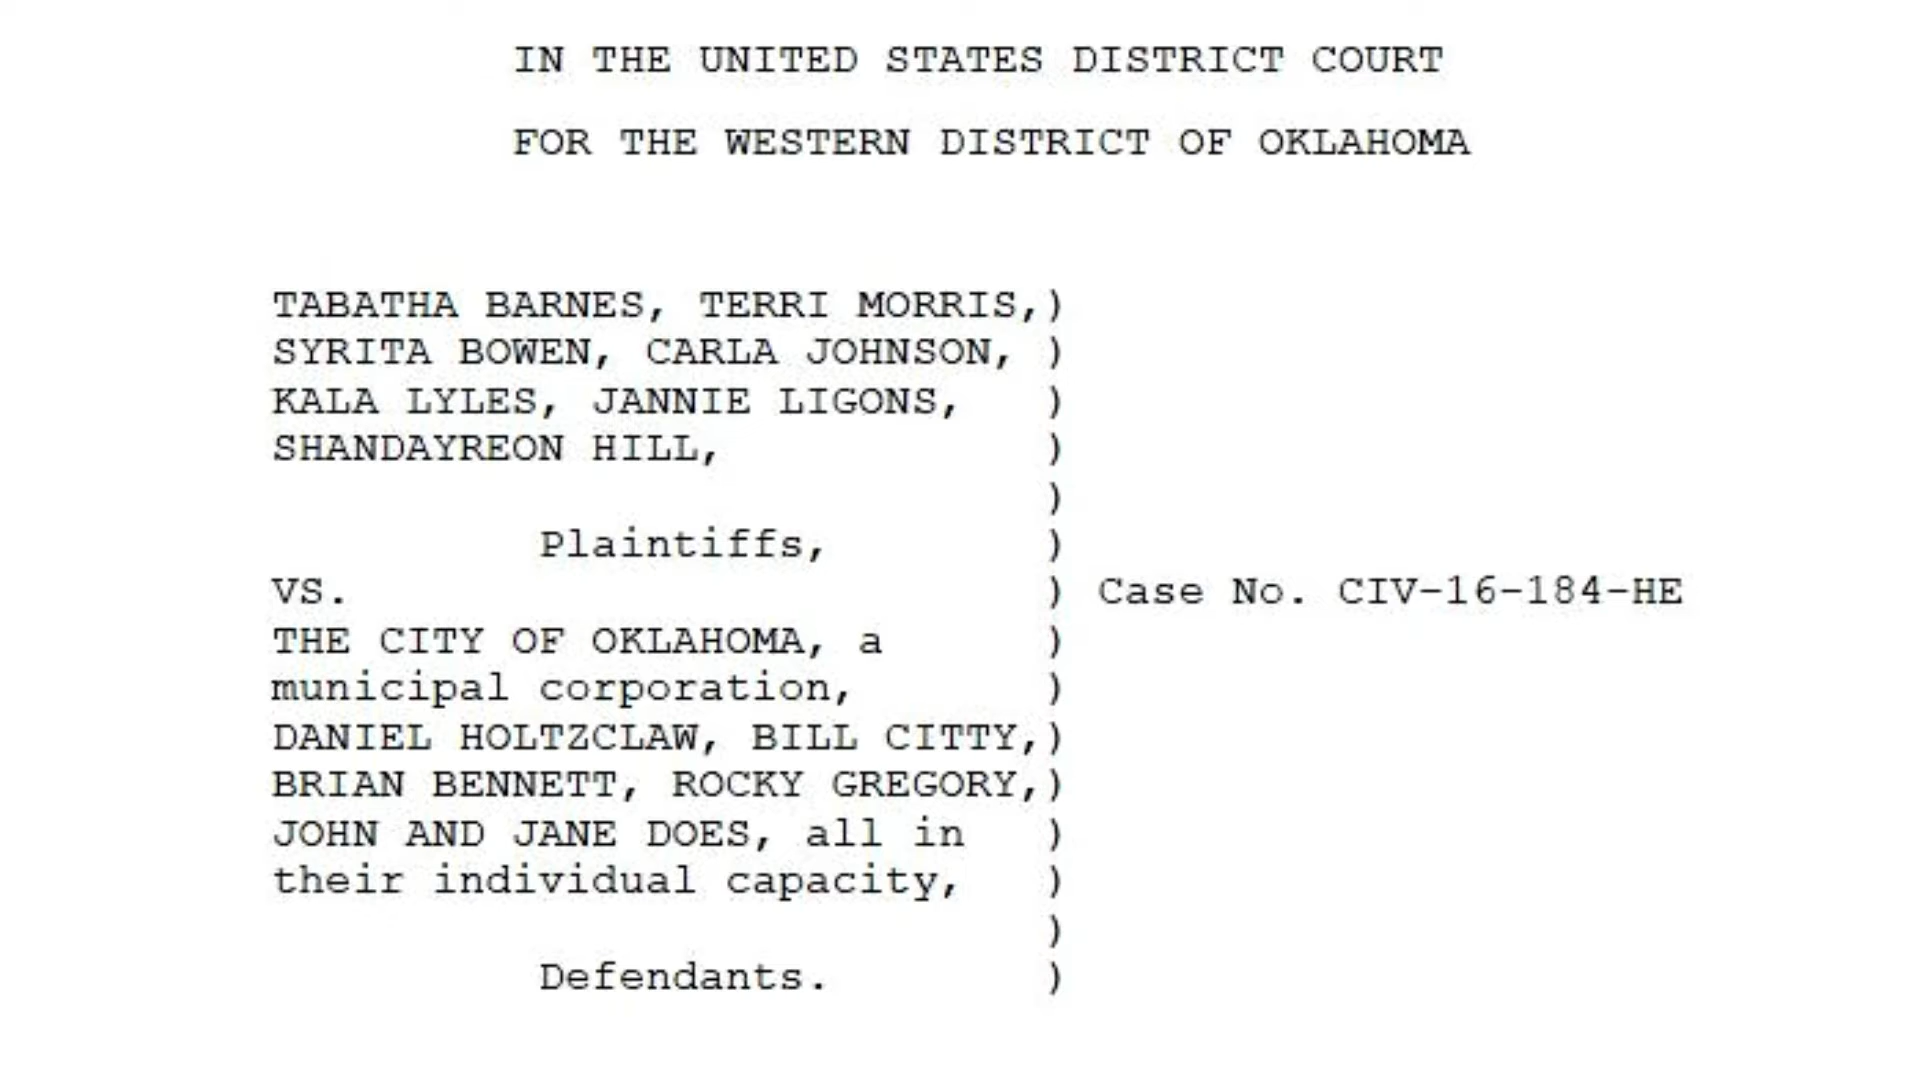 IN THE UNITED STATES DISTRICT COURT
FOR THE WESTERN DISTRICT OF OKLAHOMA
TABATHA BARNES, TERRI MORRIS,)
SYRITA BOWEN, CARLA JOHNSON, )
KALA LYLES, JANNIE LIGONS, )
SHANDAYREON HILL, )
)
Plaintiffs, )
VS. ) Case No. CIV-16-184-HE
THE CITY OF OKLAHOMA, a )
municipal corporation, )
DANIEL HOLTZCLAW, BILL CITTY,)
BRIAN BENNETT, ROCKY GREGORY,)
JOHN AND JANE DOES, all in )
their individual capacity, )
)
Defendants. )